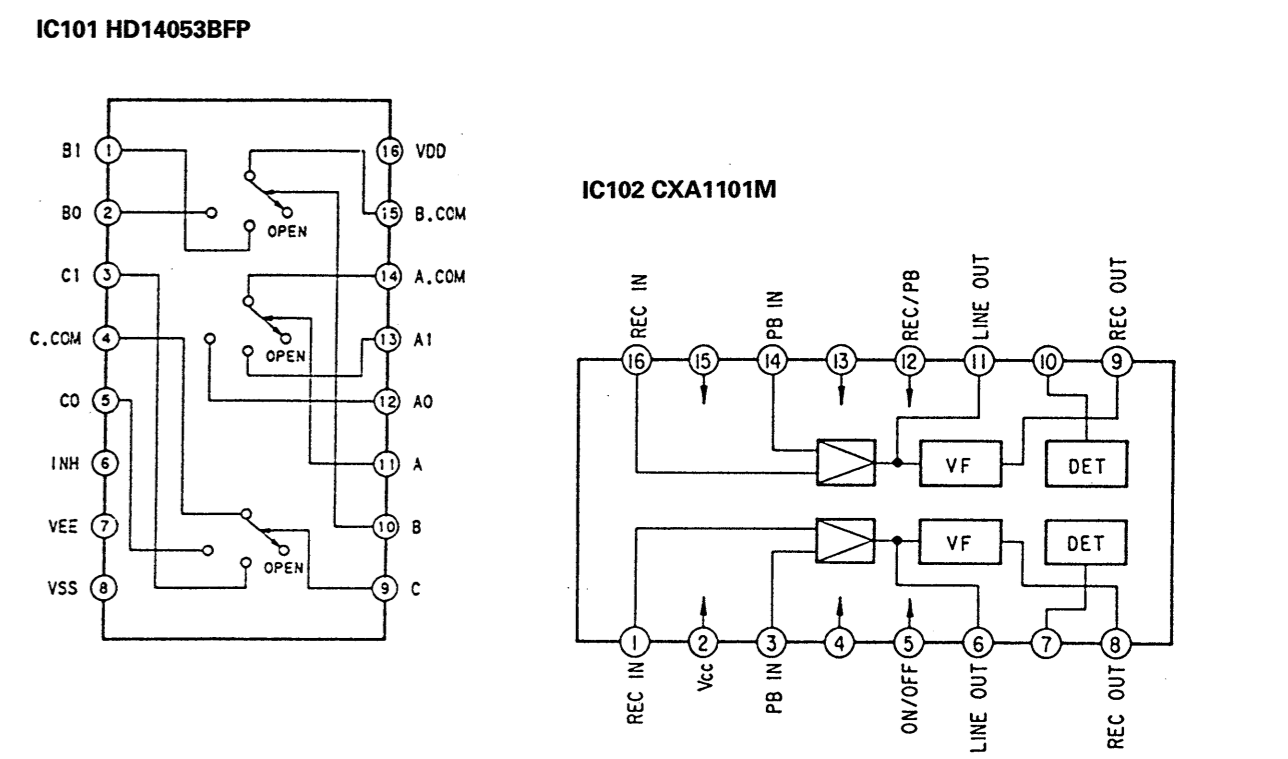 IC101 HD14053BFP
B1 1
16 VDD
B0 2
15 B.COM
OPEN
C1 3
14 A.COM
C.COM 4
13 A1
OPEN
C0 5
12 A0
INH 6
11 A
VEE 7
10 B
OPEN
VSS 8
9 C
IC102 CXA1101M
REC IN
PB IN
REC/PB
LINE OUT
REC OUT
16 15 14 13 12 11 10 9
VF
DET
VF
DET
1 2 3 4 5 6 7 8
REC IN
Vcc
PB IN
ON/OFF
LINE OUT
REC OUT